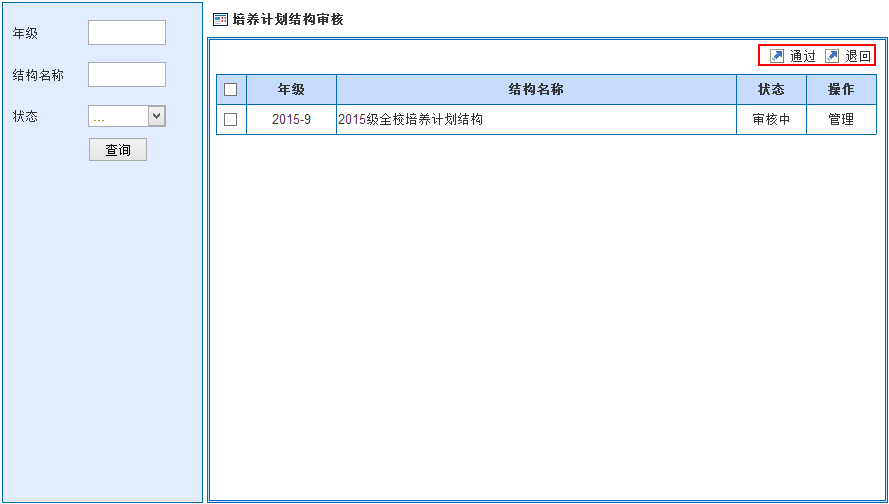 年级
结构名称
状态
...
查询
培养计划结构审核
通过 退回
年级 结构名称 状态 操作
2015-9 2015级全校培养计划结构 审核中 管理